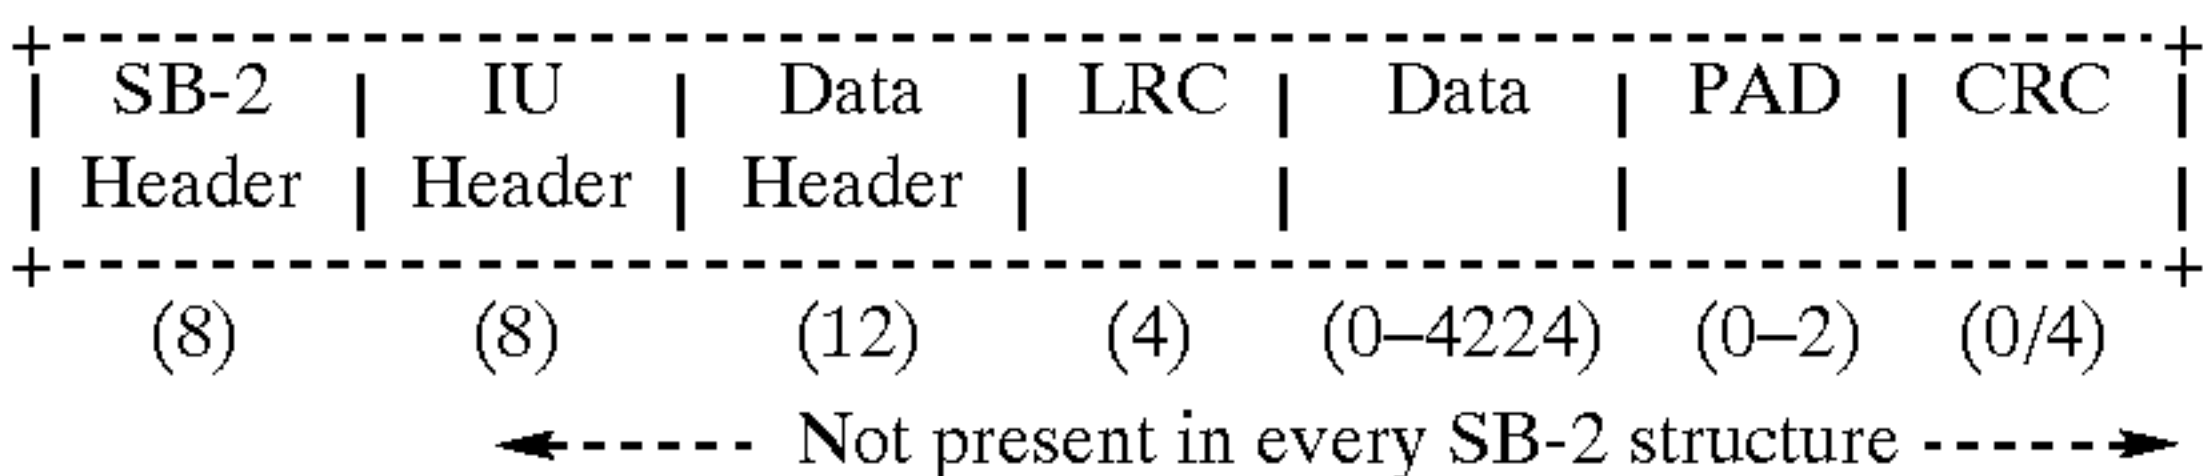 +---------------------------------------------------------------+
| SB-2 | IU | Data | LRC | Data | PAD | CRC |
| Header | Header | Header | | | | |
+---------------------------------------------------------------+
(8) (8) (12) (4) (0–4224) (0–2) (0/4)
<------ Not present in every SB-2 structure ------>